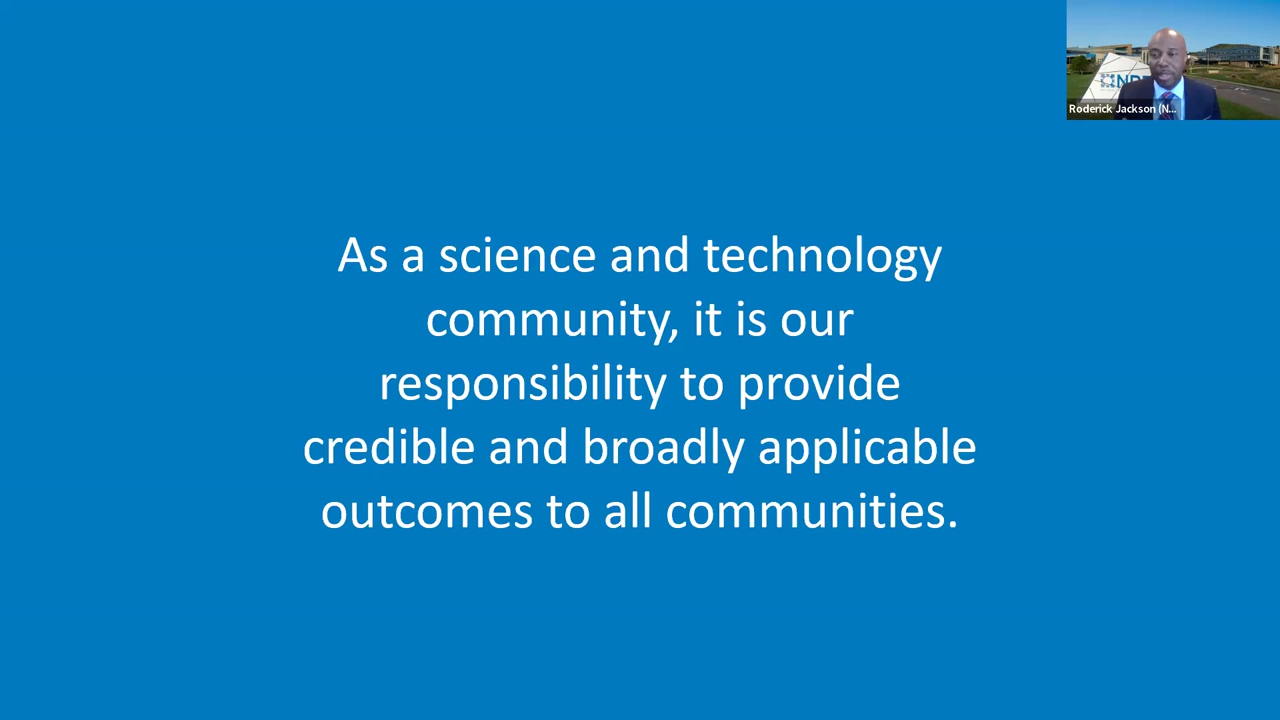 Roderick Jackson (N...
As a science and technology
community, it is our
responsibility to provide
credible and broadly applicable
outcomes to all communities.